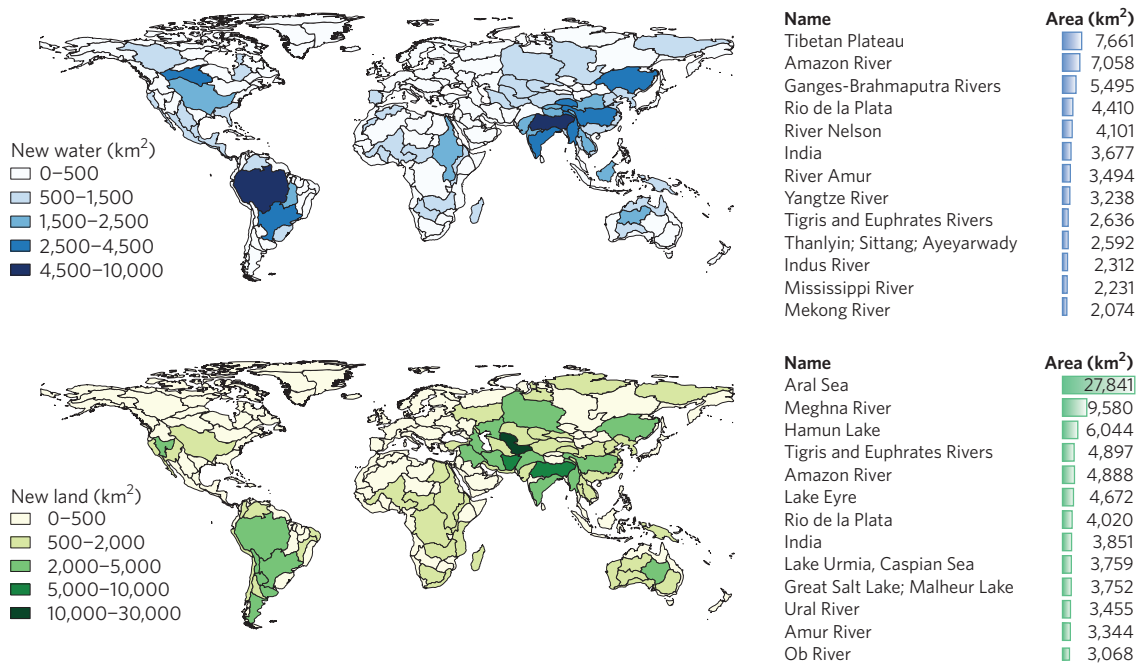 New water (km²)
0–500
500–1,500
1,500–2,500
2,500–4,500
4,500–10,000
Name Area (km²)
Tibetan Plateau 7,661
Amazon River 7,058
Ganges-Brahmaputra Rivers 5,495
Rio de la Plata 4,410
River Nelson 4,101
India 3,677
River Amur 3,494
Yangtze River 3,238
Tigris and Euphrates Rivers 2,636
Thanlyin; Sittang; Ayeyarwady 2,592
Indus River 2,312
Mississippi River 2,231
Mekong River 2,074
New land (km²)
0–500
500–2,000
2,000–5,000
5,000–10,000
10,000–30,000
Name Area (km²)
Aral Sea 27,841
Meghna River 9,580
Hamun Lake 6,044
Tigris and Euphrates Rivers 4,897
Amazon River 4,888
Lake Eyre 4,672
Rio de la Plata 4,020
India 3,851
Lake Urmia, Caspian Sea 3,759
Great Salt Lake; Malheur Lake 3,752
Ural River 3,455
Amur River 3,344
Ob River 3,068